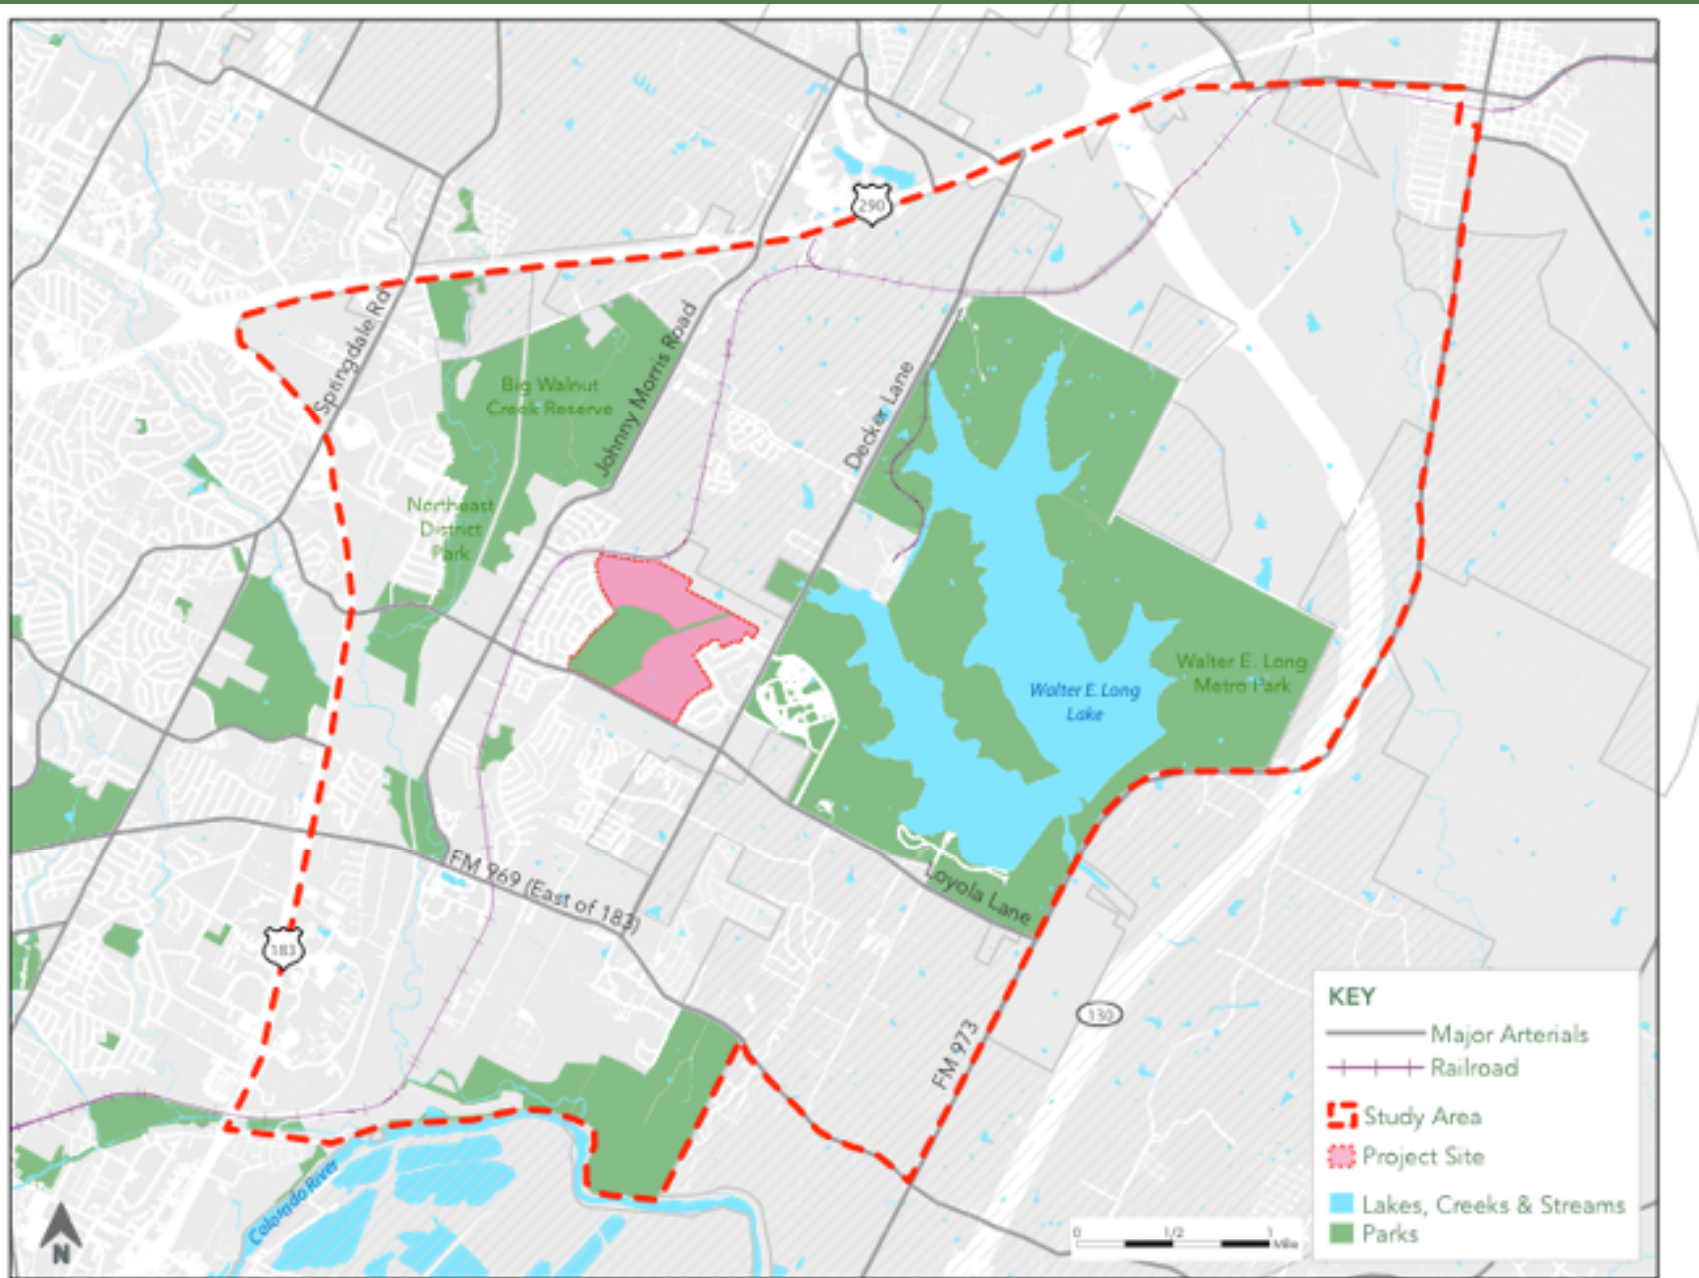 290
Springdale Rd
Johnny Morris Road
Big Walnut
Creek Reserve
Decker Lane
Northeast
District
Park
Walter E. Long
Metro Park
Walter E. Long
Lake
FM 969 (East of 183)
Loyola Lane
183
130
FM 973
Colorado River
N
KEY
Major Arterials
Railroad
Study Area
Project Site
Lakes, Creeks & Streams
Parks
0 1/2 1
Mile